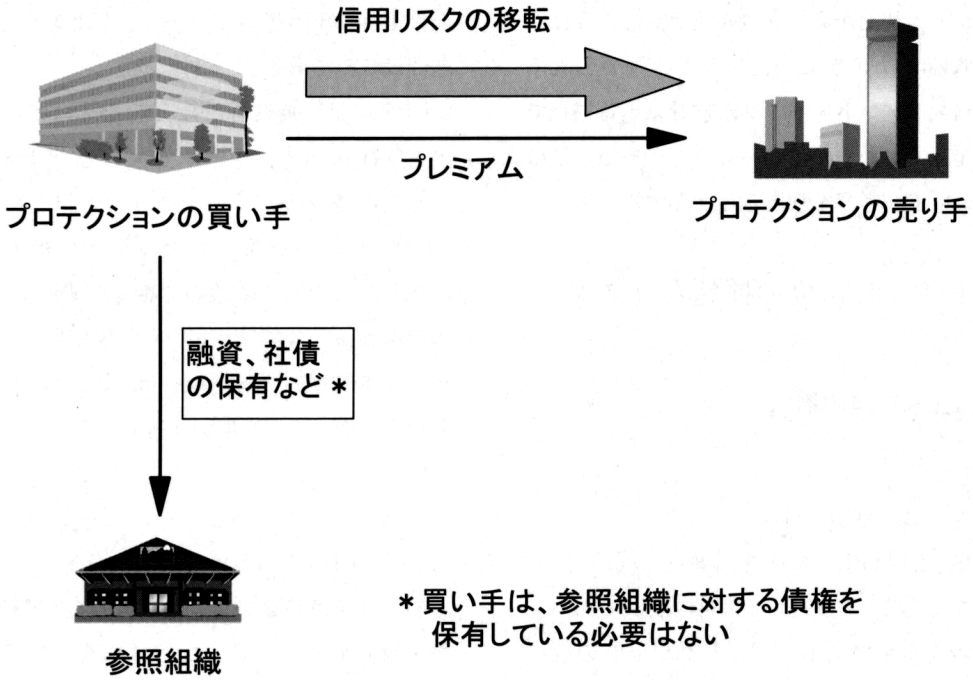 信用リスクの移転
プレミアム
プロテクションの買い手
プロテクションの売り手
融資、社債
の保有など*
参照組織
*買い手は、参照組織に対する債権を
保有している必要はない